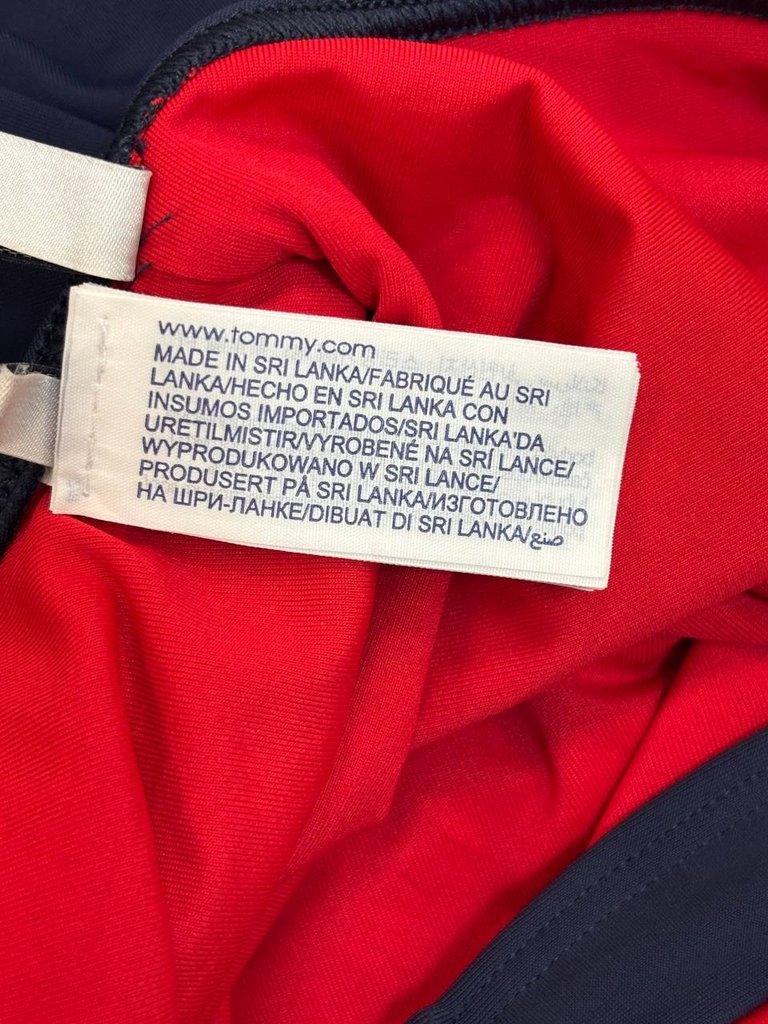 www.tommy.com
MADE IN SRI LANKA/FABRIQUÉ AU SRI
LANKA/HECHO EN SRI LANKA CON
INSUMOS IMPORTADOS/SRI LANKA'DA
URETILMISTIR/VYROBENÉ NA SRÍ LANCE/
WYPRODUKOWANO W SRI LANCE/
PRODUSERT PÅ SRI LANKA/ИЗГОТОВЛЕНО
НА ШРИ-ЛАНКЕ/DIBUAT DI SRI LANKA/صنع